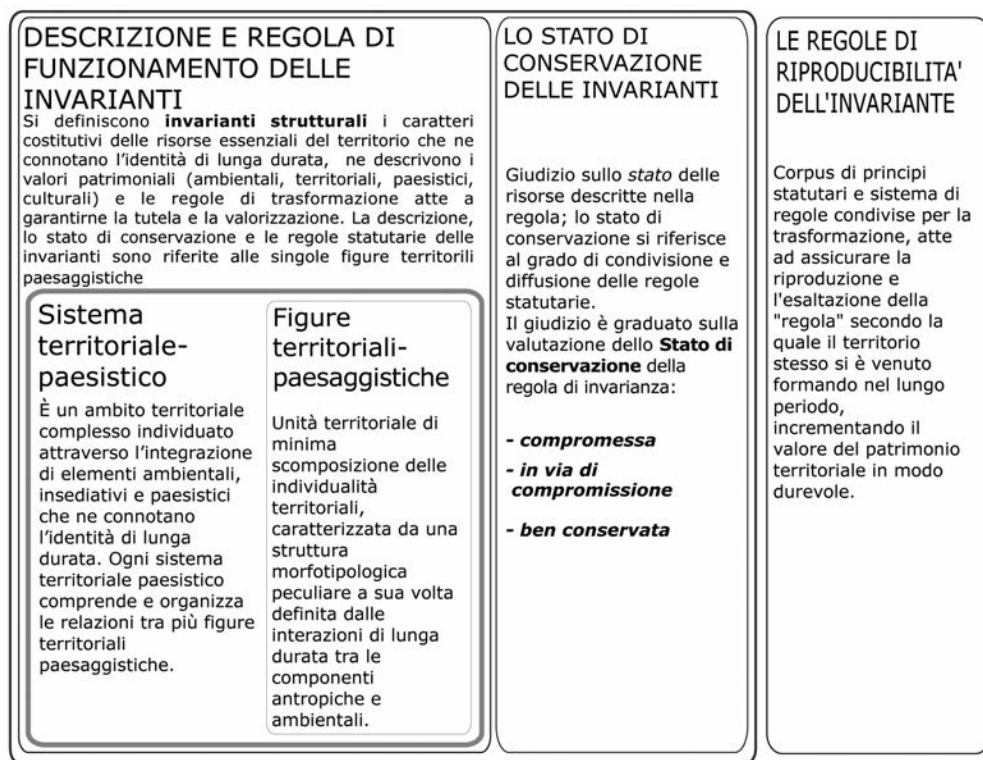 DESCRIZIONE E REGOLA DI
FUNZIONAMENTO DELLE
INVARIANTI
Si definiscono invarianti strutturali i caratteri
costitutivi delle risorse essenziali del territorio che ne
connotano l'identità di lunga durata, ne descrivono i
valori patrimoniali (ambientali, territoriali, paesistici,
culturali) e le regole di trasformazione atte a
garantirne la tutela e la valorizzazione. La descrizione,
lo stato di conservazione e le regole statutarie delle
invarianti sono riferite alle singole figure territorili
paesaggistiche
Sistema
territoriale-
paesistico
È un ambito territoriale
complesso individuato
attraverso l'integrazione
di elementi ambientali,
insediativi e paesistici
che ne connotano
l'identità di lunga
durata. Ogni sistema
territoriale paesistico
comprende e organizza
le relazioni tra più figure
territoriali
paesaggistiche.
Figure
territoriali-
paesaggistiche
Unità territoriale di
minima
scomposizione delle
individualità
territoriali,
caratterizzata da una
struttura
morfotipologica
peculiare a sua volta
definita dalle
interazioni di lunga
durata tra le
componenti
antropiche e
ambientali.
LO STATO DI
CONSERVAZIONE
DELLE INVARIANTI
Giudizio sullo stato delle
risorse descritte nella
regola; lo stato di
conservazione si riferisce
al grado di condivisione e
diffusione delle regole
statutarie.
Il giudizio è graduato sulla
valutazione dello Stato di
conservazione della
regola di invarianza:
- compromessa
- in via di
compromissione
- ben conservata
LE REGOLE DI
RIPRODUCIBILITA'
DELL'INVARIANTE
Corpus di principi
statutari e sistema di
regole condivise per la
trasformazione, atte
ad assicurare la
riproduzione e
l'esaltazione della
"regola" secondo la
quale il territorio
stesso si è venuto
formando nel lungo
periodo,
incrementando il
valore del patrimonio
territoriale in modo
durevole.